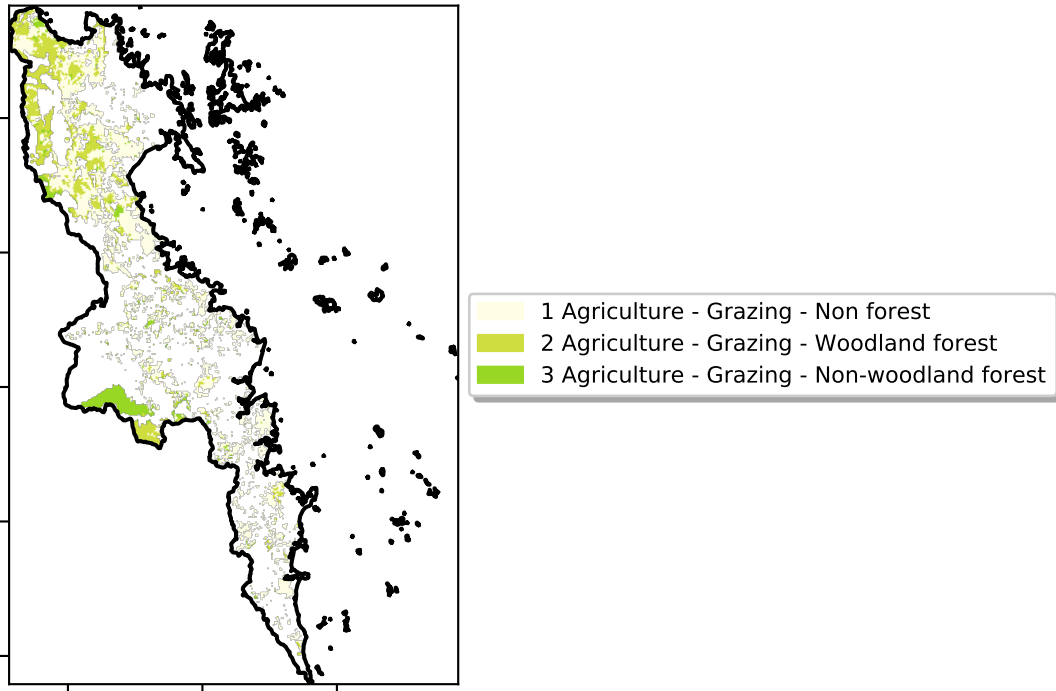 1 Agriculture - Grazing - Non forest
2 Agriculture - Grazing - Woodland forest
3 Agriculture - Grazing - Non-woodland forest